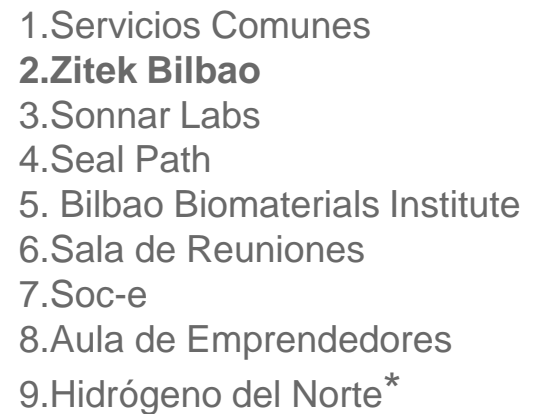 1.Servicios Comunes
2.Zitek Bilbao
3.Sonnar Labs
4.Seal Path
5. Bilbao Biomaterials Institute
6.Sala de Reuniones
7.Soc-e
8.Aula de Emprendedores
9.Hidrógeno del Norte*